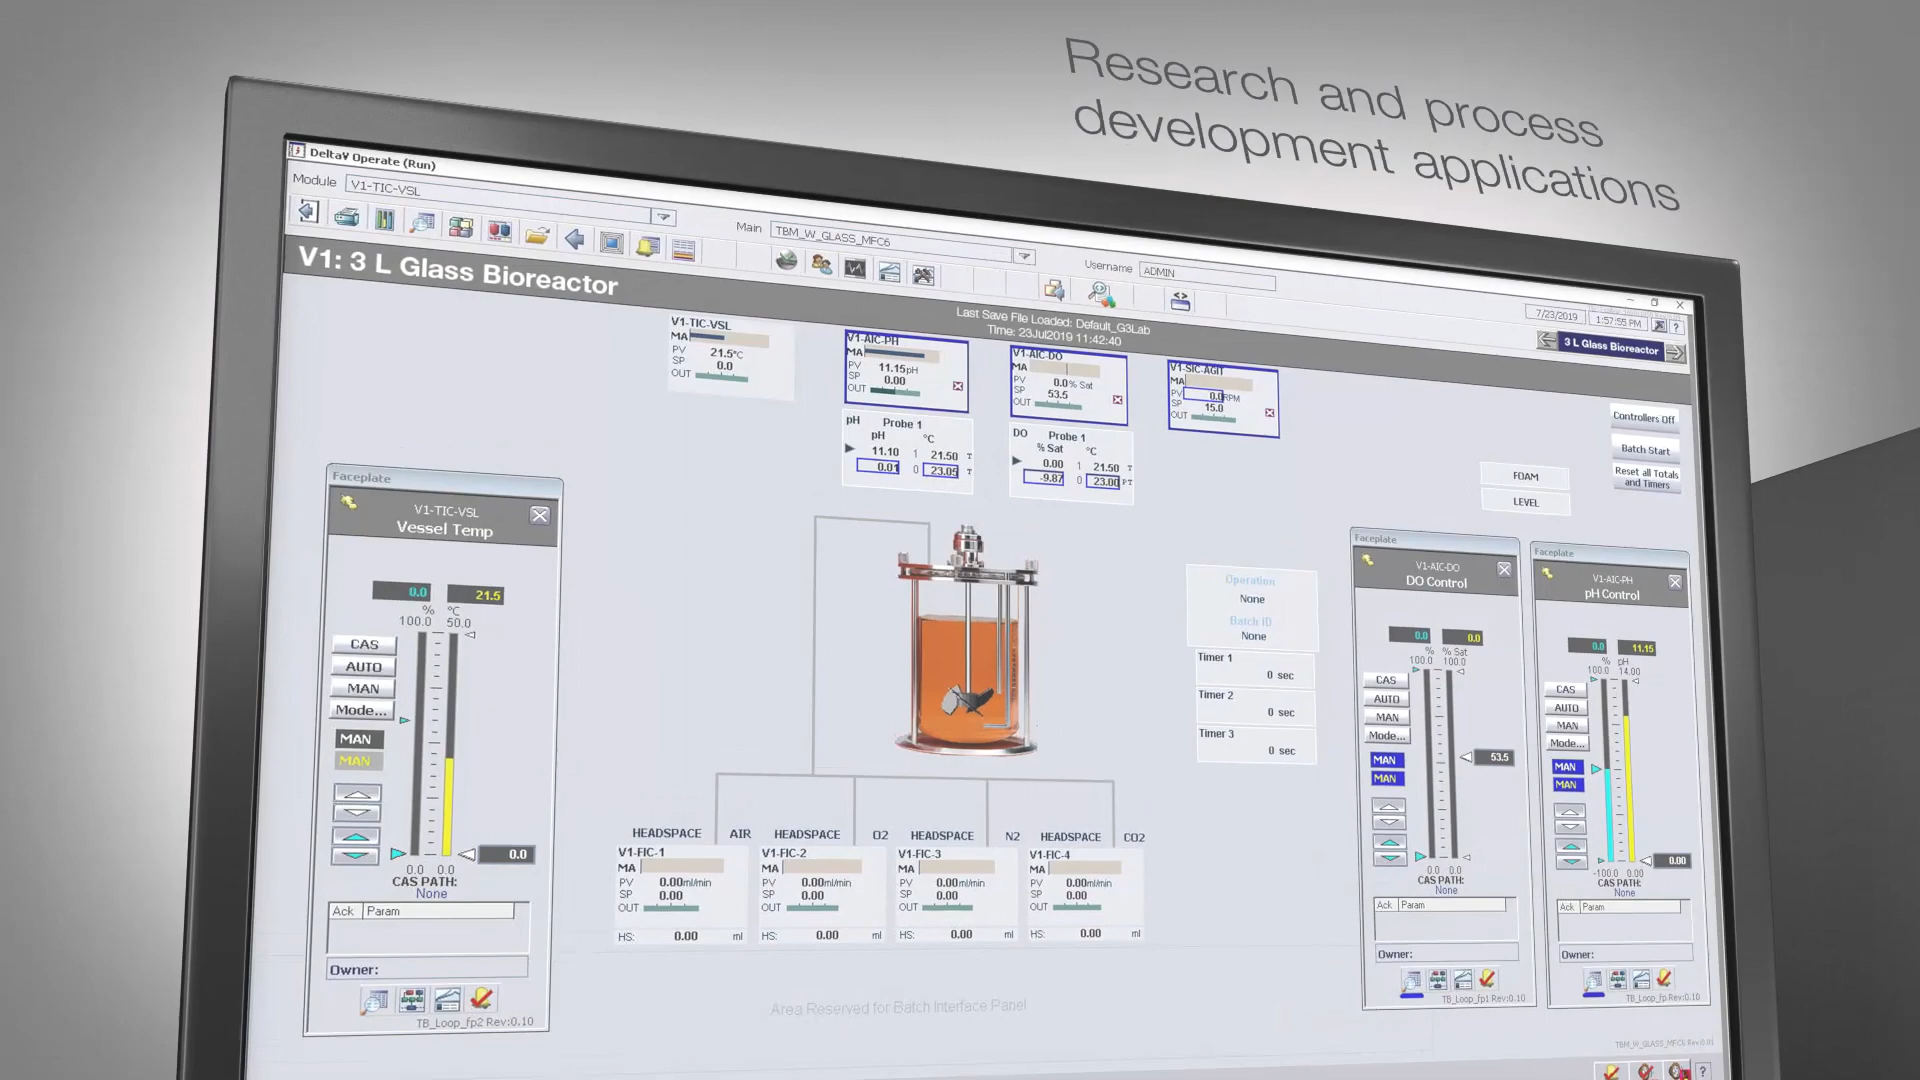 Research and process
development applications
DeltaV Operate (Run)
Module V1-TIC-VSL
Main TBM_W_GLASS_MFC6
Username ADMIN
7/23/2019 1:57:55 PM
V1: 3 L Glass Bioreactor
Last Save File Loaded: Default_G3Lab
Time: 23Jul2019 11:42:40
3 L Glass Bioreactor
V1-TIC-VSL
MA
PV 21.5°C
SP 0.0
OUT
V1-AIC-PH
MA
PV 11.15pH
SP 0.00
OUT
V1-AIC-DO
MA
PV 0.0% Sat
SP 53.5
OUT
V1-SIC-AGIT
MA
PV 0.0RPM
SP 15.0
OUT
Controllers Off
Batch Start
Reset all Totals
and Timers
pH Probe 1
pH °C
11.10 1 21.50 T
0.01 0 23.05 T
DO Probe 1
% Sat °C
0.00 1 21.50 T
-9.87 0 23.00 PT
FOAM
LEVEL
Faceplate
V1-TIC-VSL
Vessel Temp
0.0 21.5
% °C
100.0 50.0
CAS
AUTO
MAN
Mode...
MAN
MAN
0.0
0.0 0.0
CAS PATH:
None
Ack Param
Owner:
TB_Loop_fp2 Rev:0.10
Operation
None
Batch ID
None
Timer 1
0 sec
Timer 2
0 sec
Timer 3
0 sec
HEADSPACE AIR HEADSPACE O2 HEADSPACE N2 HEADSPACE CO2
V1-FIC-1
MA
PV 0.00ml/min
SP 0.00
OUT
HS: 0.00 ml
V1-FIC-2
MA
PV 0.00ml/min
SP 0.00
OUT
HS: 0.00 ml
V1-FIC-3
MA
PV 0.00ml/min
SP 0.00
OUT
HS: 0.00 ml
V1-FIC-4
MA
PV 0.00ml/min
SP 0.00
OUT
HS: 0.00 ml
Area Reserved for Batch Interface Panel
Faceplate
V1-AIC-DO
DO Control
0.0 0.0
% % Sat
100.0 100.0
CAS
AUTO
MAN
Mode...
MAN
MAN
53.5
0.0 0.0
CAS PATH:
None
Ack Param
Owner:
TB_Loop_fp1 Rev:0.10
Faceplate
V1-AIC-PH
pH Control
0.0 11.15
% pH
100.0 14.00
CAS
AUTO
MAN
Mode...
MAN
MAN
0.00
-100.0 0.00
CAS PATH:
None
Ack Param
Owner:
TB_Loop_fp Rev:0.10
TBM_W_GLASS_MFC6 Rev:0.01